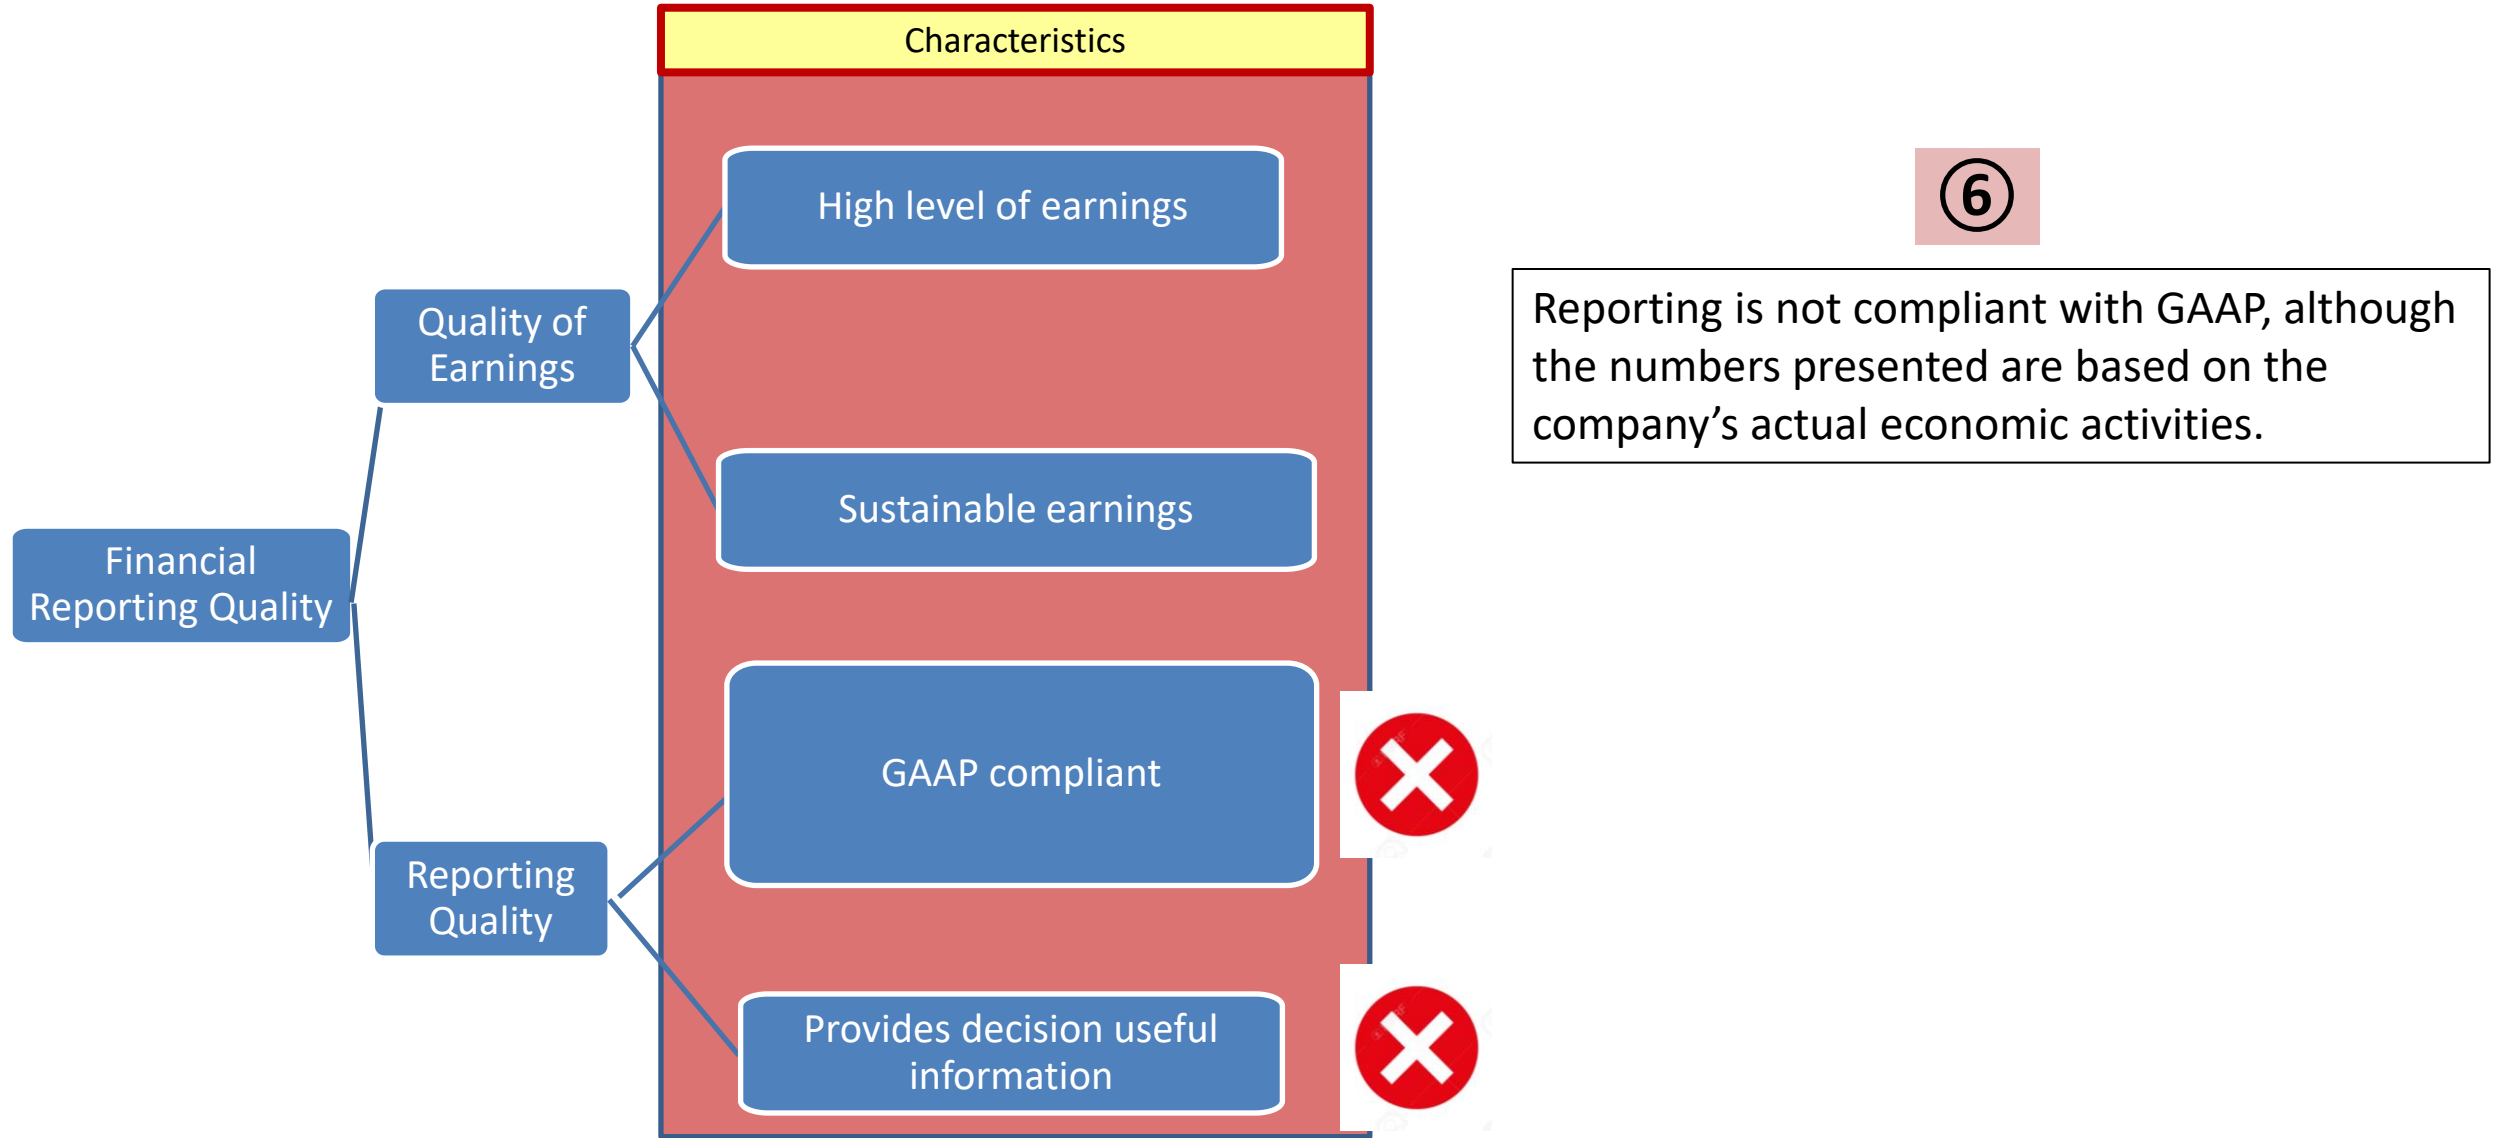 Characteristics
High level of earnings
Quality of
Earnings
Sustainable earnings
Financial
Reporting Quality
GAAP compliant
Reporting
Quality
Provides decision useful
information
⑥
Reporting is not compliant with GAAP, although
the numbers presented are based on the
company’s actual economic activities.